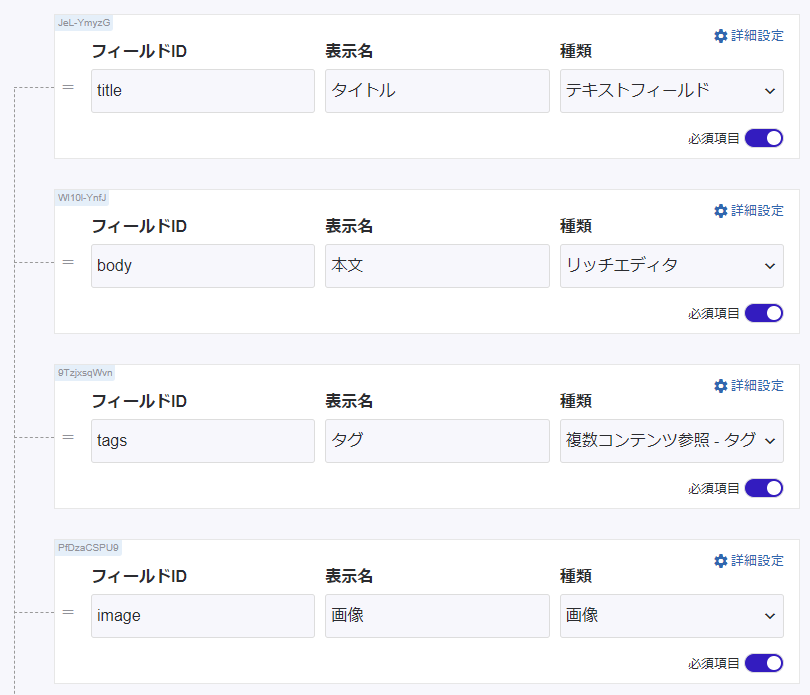 JeL-YmyzG
詳細設定
フィールドID 表示名 種類
title タイトル テキストフィールド
必須項目
WI10l-YnfJ
詳細設定
フィールドID 表示名 種類
body 本文 リッチエディタ
必須項目
9TzjxsqWvn
詳細設定
フィールドID 表示名 種類
tags タグ 複数コンテンツ参照 - タグ
必須項目
PfDzaCSPU9
詳細設定
フィールドID 表示名 種類
image 画像 画像
必須項目